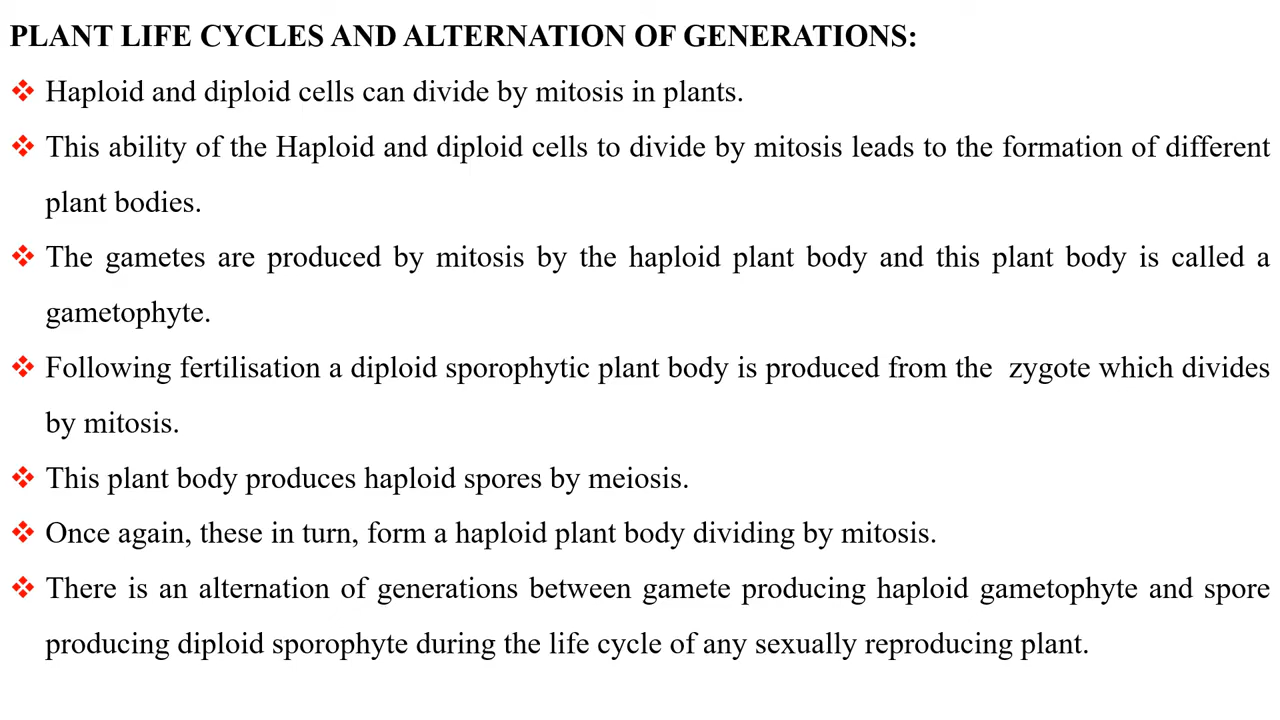 PLANT LIFE CYCLES AND ALTERNATION OF GENERATIONS:
❖ Haploid and diploid cells can divide by mitosis in plants.
❖ This ability of the Haploid and diploid cells to divide by mitosis leads to the formation of different
plant bodies.
❖ The gametes are produced by mitosis by the haploid plant body and this plant body is called a
gametophyte.
❖ Following fertilisation a diploid sporophytic plant body is produced from the zygote which divides
by mitosis.
❖ This plant body produces haploid spores by meiosis.
❖ Once again, these in turn, form a haploid plant body dividing by mitosis.
❖ There is an alternation of generations between gamete producing haploid gametophyte and spore
producing diploid sporophyte during the life cycle of any sexually reproducing plant.